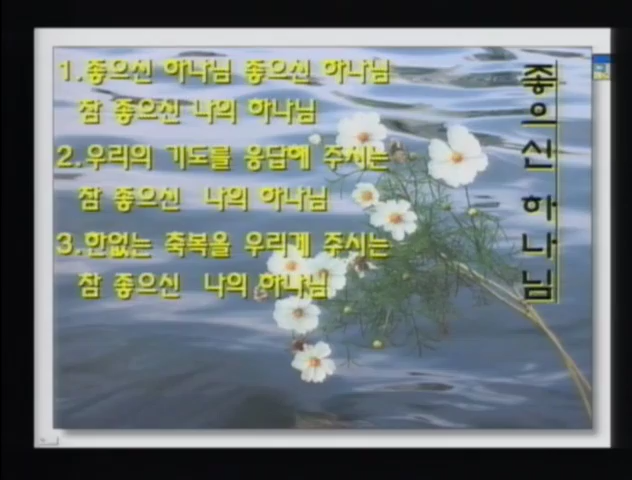 1.좋으신 하나님 좋으신 하나님
참 좋으신 나의 하나님
2.우리의 기도를 응답해 주시는
참 좋으신 나의 하나님
3.한없는 축복을 우리게 주시는
참 좋으신 나의 하나님
좋으신 하나님